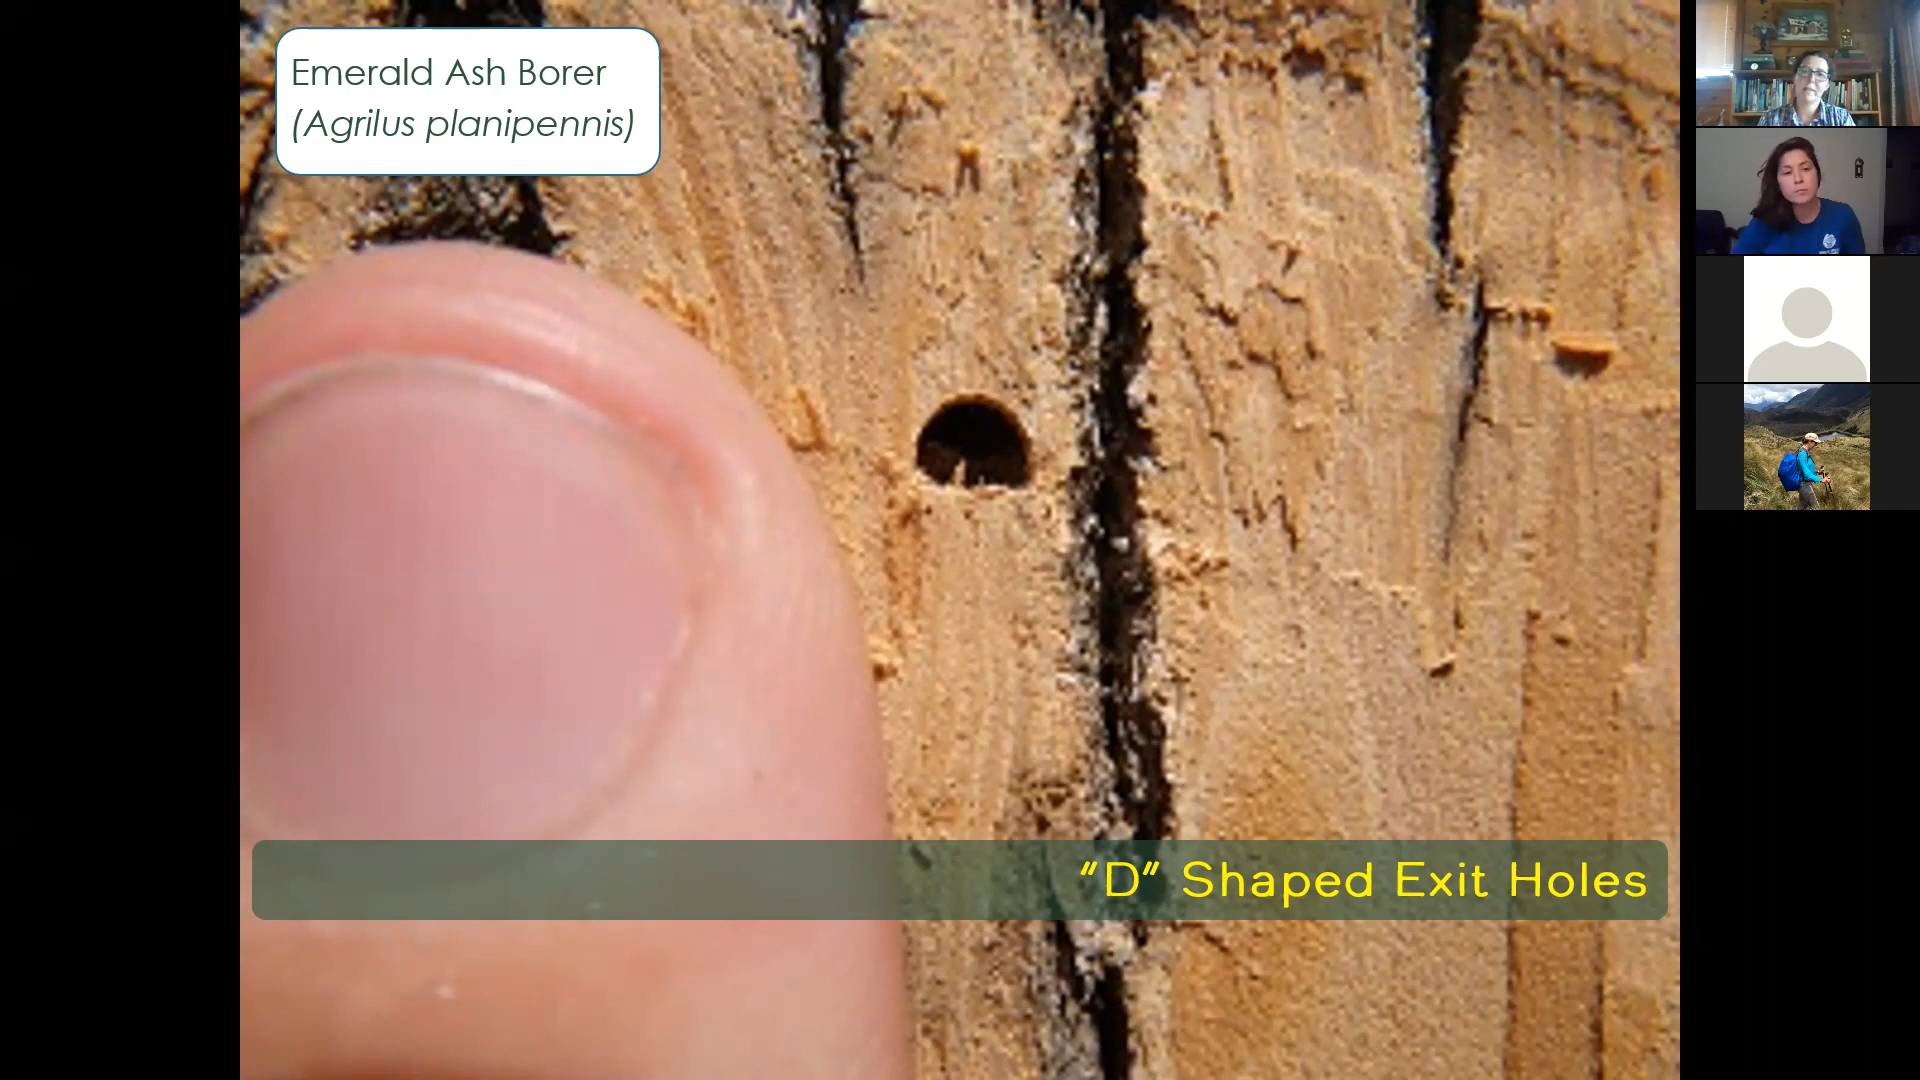 Emerald Ash Borer
(Agrilus planipennis)
“D” Shaped Exit Holes